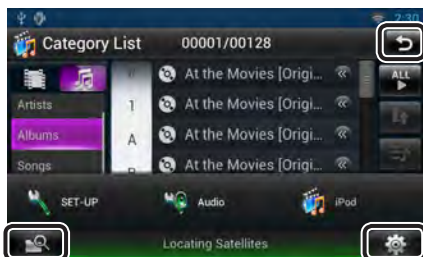 2:30
Category List 00001/00128
At the Movies [Origi...
ALL
Artists
1
At the Movies [Origi...
Albums
A
At the Movies [Origi...
Songs
At the Movies [Origi...
SET-UP Audio iPod
Locating Satellites